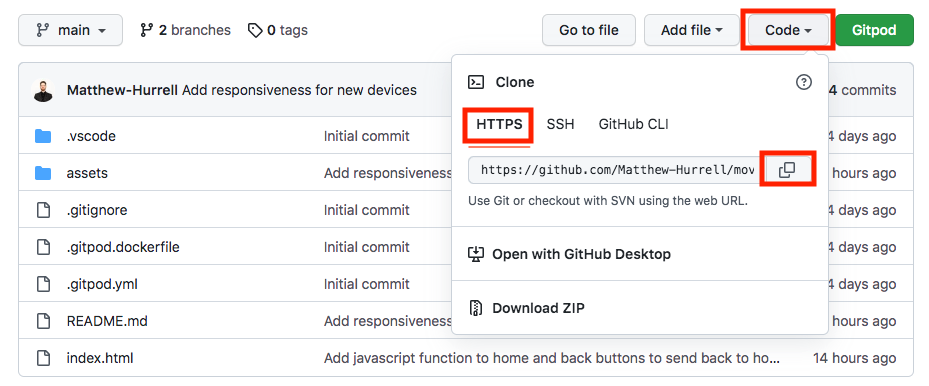 main 2 branches 0 tags Go to file Add file Code Gitpod
Matthew-Hurrell Add responsiveness for new devices 4 commits
Clone
HTTPS SSH GitHub CLI
https://github.com/Matthew-Hurrell/mov
Use Git or checkout with SVN using the web URL.
Open with GitHub Desktop
Download ZIP
.vscode Initial commit 4 days ago
assets Add responsiveness hours ago
.gitignore Initial commit 4 days ago
.gitpod.dockerfile Initial commit 4 days ago
.gitpod.yml Initial commit 4 days ago
README.md Add responsiveness hours ago
index.html Add javascript function to home and back buttons to send back to ho... 14 hours ago